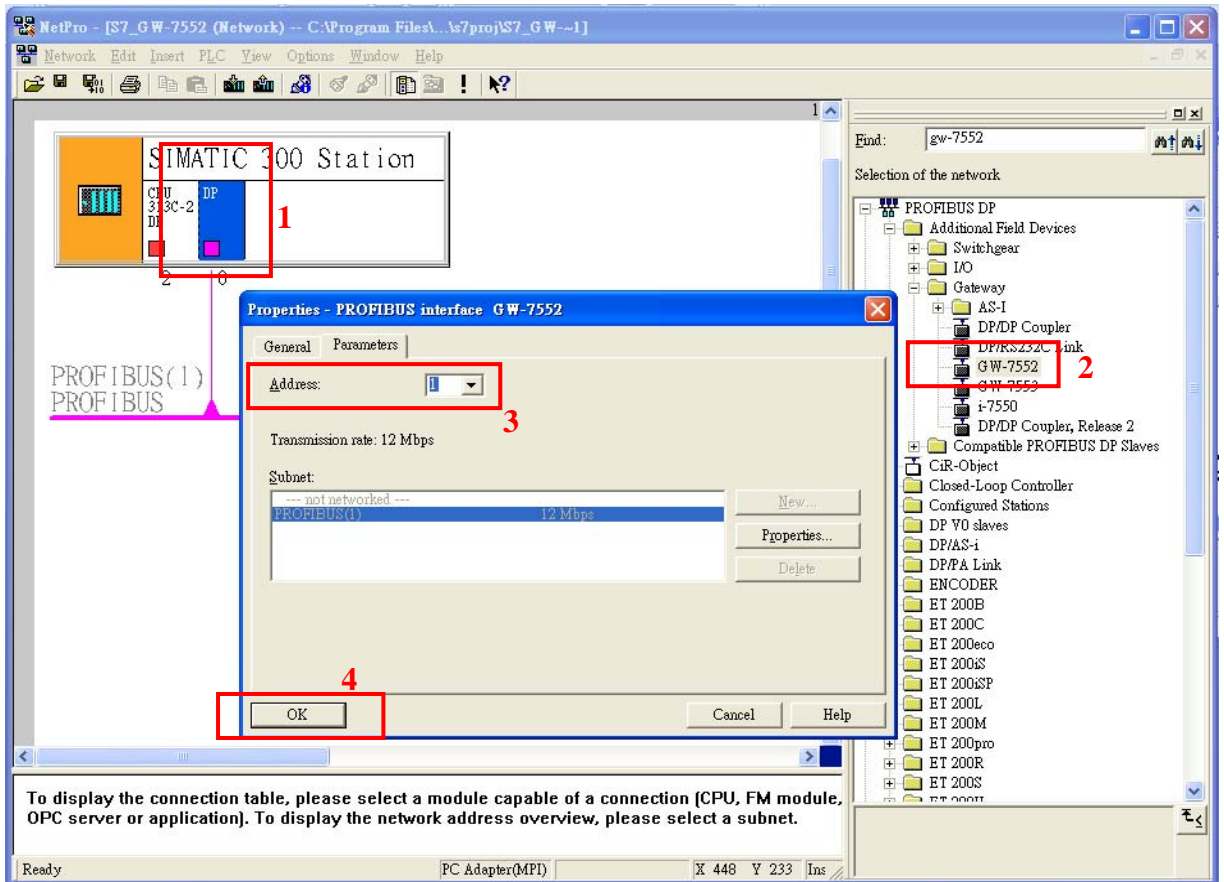 NetPro - [S7_GW-7552 (Network) -- C:\Program Files\...\s7proj\S7_GW-~1]
Network Edit Insert PLC View Options Window Help
1
SIMATIC 300 Station
CPU
313C-2
DP
DP
1
2 0
PROFIBUS(1)
PROFIBUS
Properties - PROFIBUS interface GW-7552
General Parameters
Address: 1
3
Transmission rate: 12 Mbps
Subnet:
--- not networked ---
PROFIBUS(1) 12 Mbps
New...
Properties...
Delete
4
OK Cancel Help
Find: gw-7552
Selection of the network
PROFIBUS DP
Additional Field Devices
Switchgear
I/O
Gateway
AS-I
DP/DP Coupler
DP/RS232C Link
GW-7552
2
GW-7553
i-7550
DP/DP Coupler, Release 2
Compatible PROFIBUS DP Slaves
CiR-Object
Closed-Loop Controller
Configured Stations
DP V0 slaves
DP/AS-i
DP/PA Link
ENCODER
ET 200B
ET 200C
ET 200eco
ET 200iS
ET 200iSP
ET 200L
ET 200M
ET 200pro
ET 200R
ET 200S
ET 200U
To display the connection table, please select a module capable of a connection (CPU, FM module,
OPC server or application). To display the network address overview, please select a subnet.
Ready PC Adapter(MPI) X 448 Y 233 Ins